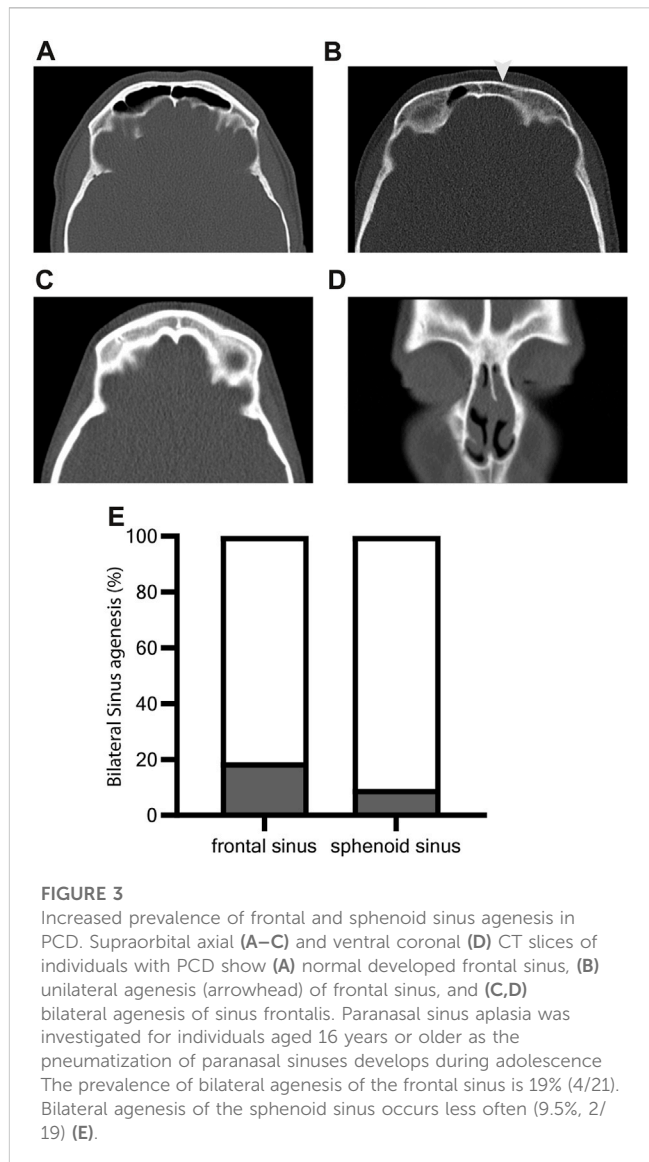 A
B
C
D
E
100
80
60
40
20
0
Bilateral Sinus agenesis (%)
frontal sinus sphenoid sinus
FIGURE 3
Increased prevalence of frontal and sphenoid sinus agenesis in
PCD. Supraorbital axial (A–C) and ventral coronal (D) CT slices of
individuals with PCD show (A) normal developed frontal sinus, (B)
unilateral agenesis (arrowhead) of frontal sinus, and (C,D)
bilateral agenesis of sinus frontalis. Paranasal sinus aplasia was
investigated for individuals aged 16 years or older as the
pneumatization of paranasal sinuses develops during adolescence
The prevalence of bilateral agenesis of the frontal sinus is 19% (4/21).
Bilateral agenesis of the sphenoid sinus occurs less often (9.5%, 2/
19) (E).